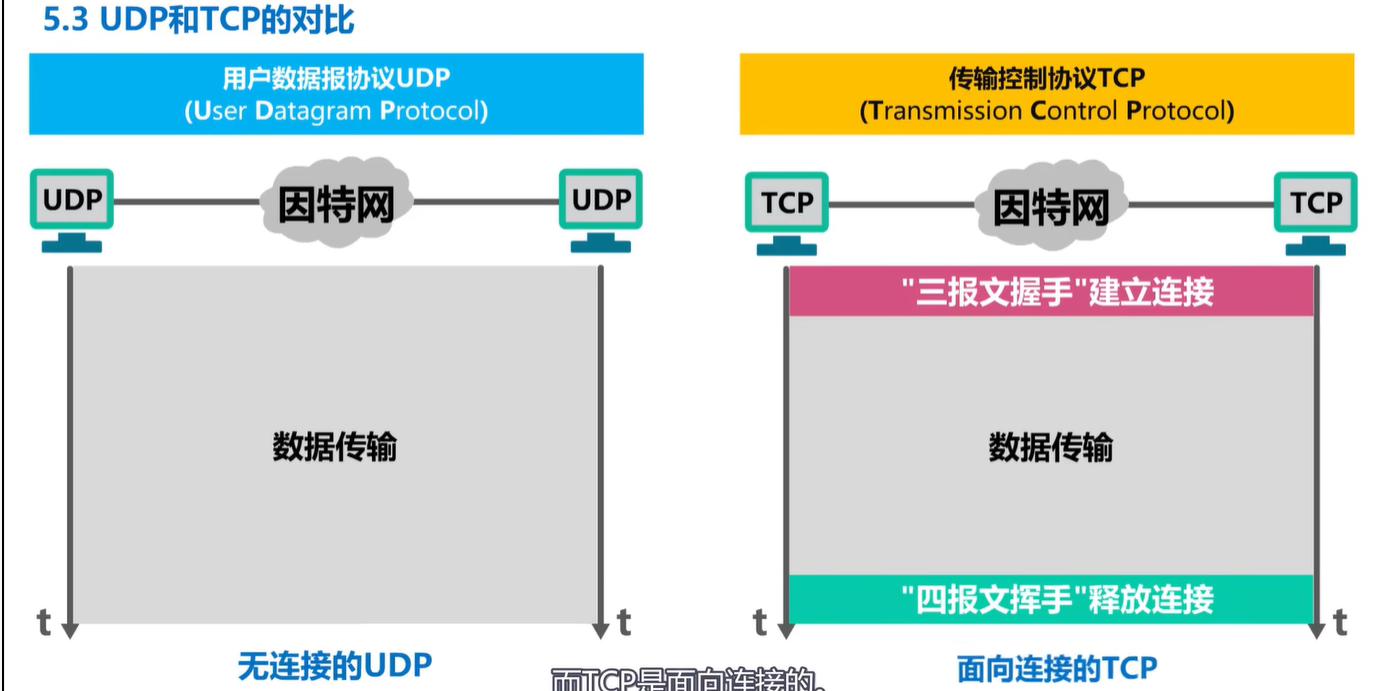 5.3 UDP和TCP的对比
用户数据报协议UDP
(User Datagram Protocol)
UDP
因特网
UDP
数据传输
t
t
无连接的UDP
传输控制协议TCP
(Transmission Control Protocol)
TCP
因特网
TCP
"三报文握手"建立连接
数据传输
"四报文挥手"释放连接
t
t
面向连接的TCP
而TCP是面向连接的。